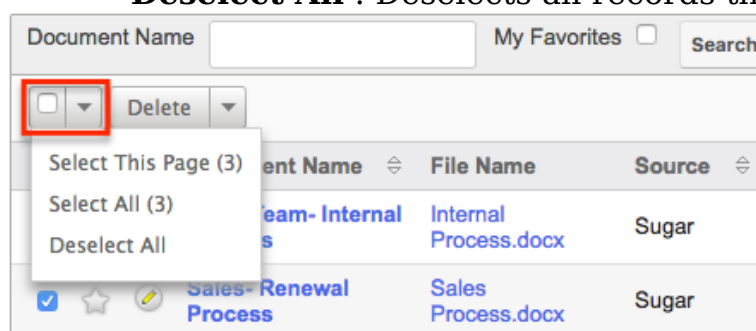 Deselect All : Deselects all records th
Document Name My Favorites Search
Delete
Select This Page (3)
ent Name File Name Source
Select All (3)
eam- Internal Internal Sugar
s Process.docx
Deselect All
Sales- Renewal Sales Sugar
Process Process.docx